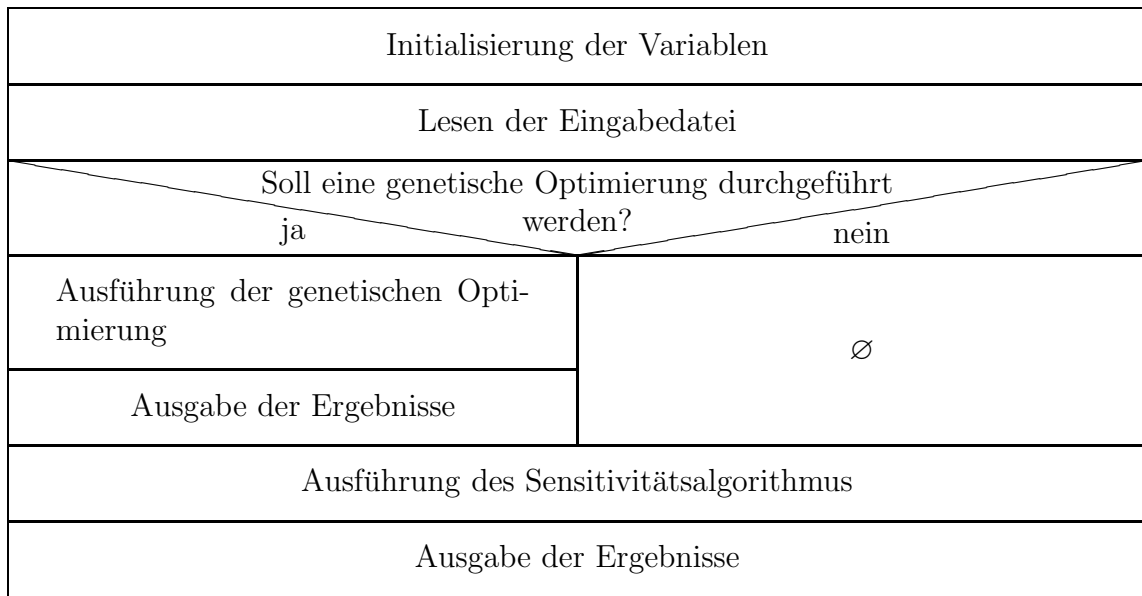 Initialisierung der Variablen
Lesen der Eingabedatei
Soll eine genetische Optimierung durchgeführt
werden?
ja
nein
Ausführung der genetischen Opti-
mierung
∅
Ausgabe der Ergebnisse
Ausführung des Sensitivitätsalgorithmus
Ausgabe der Ergebnisse